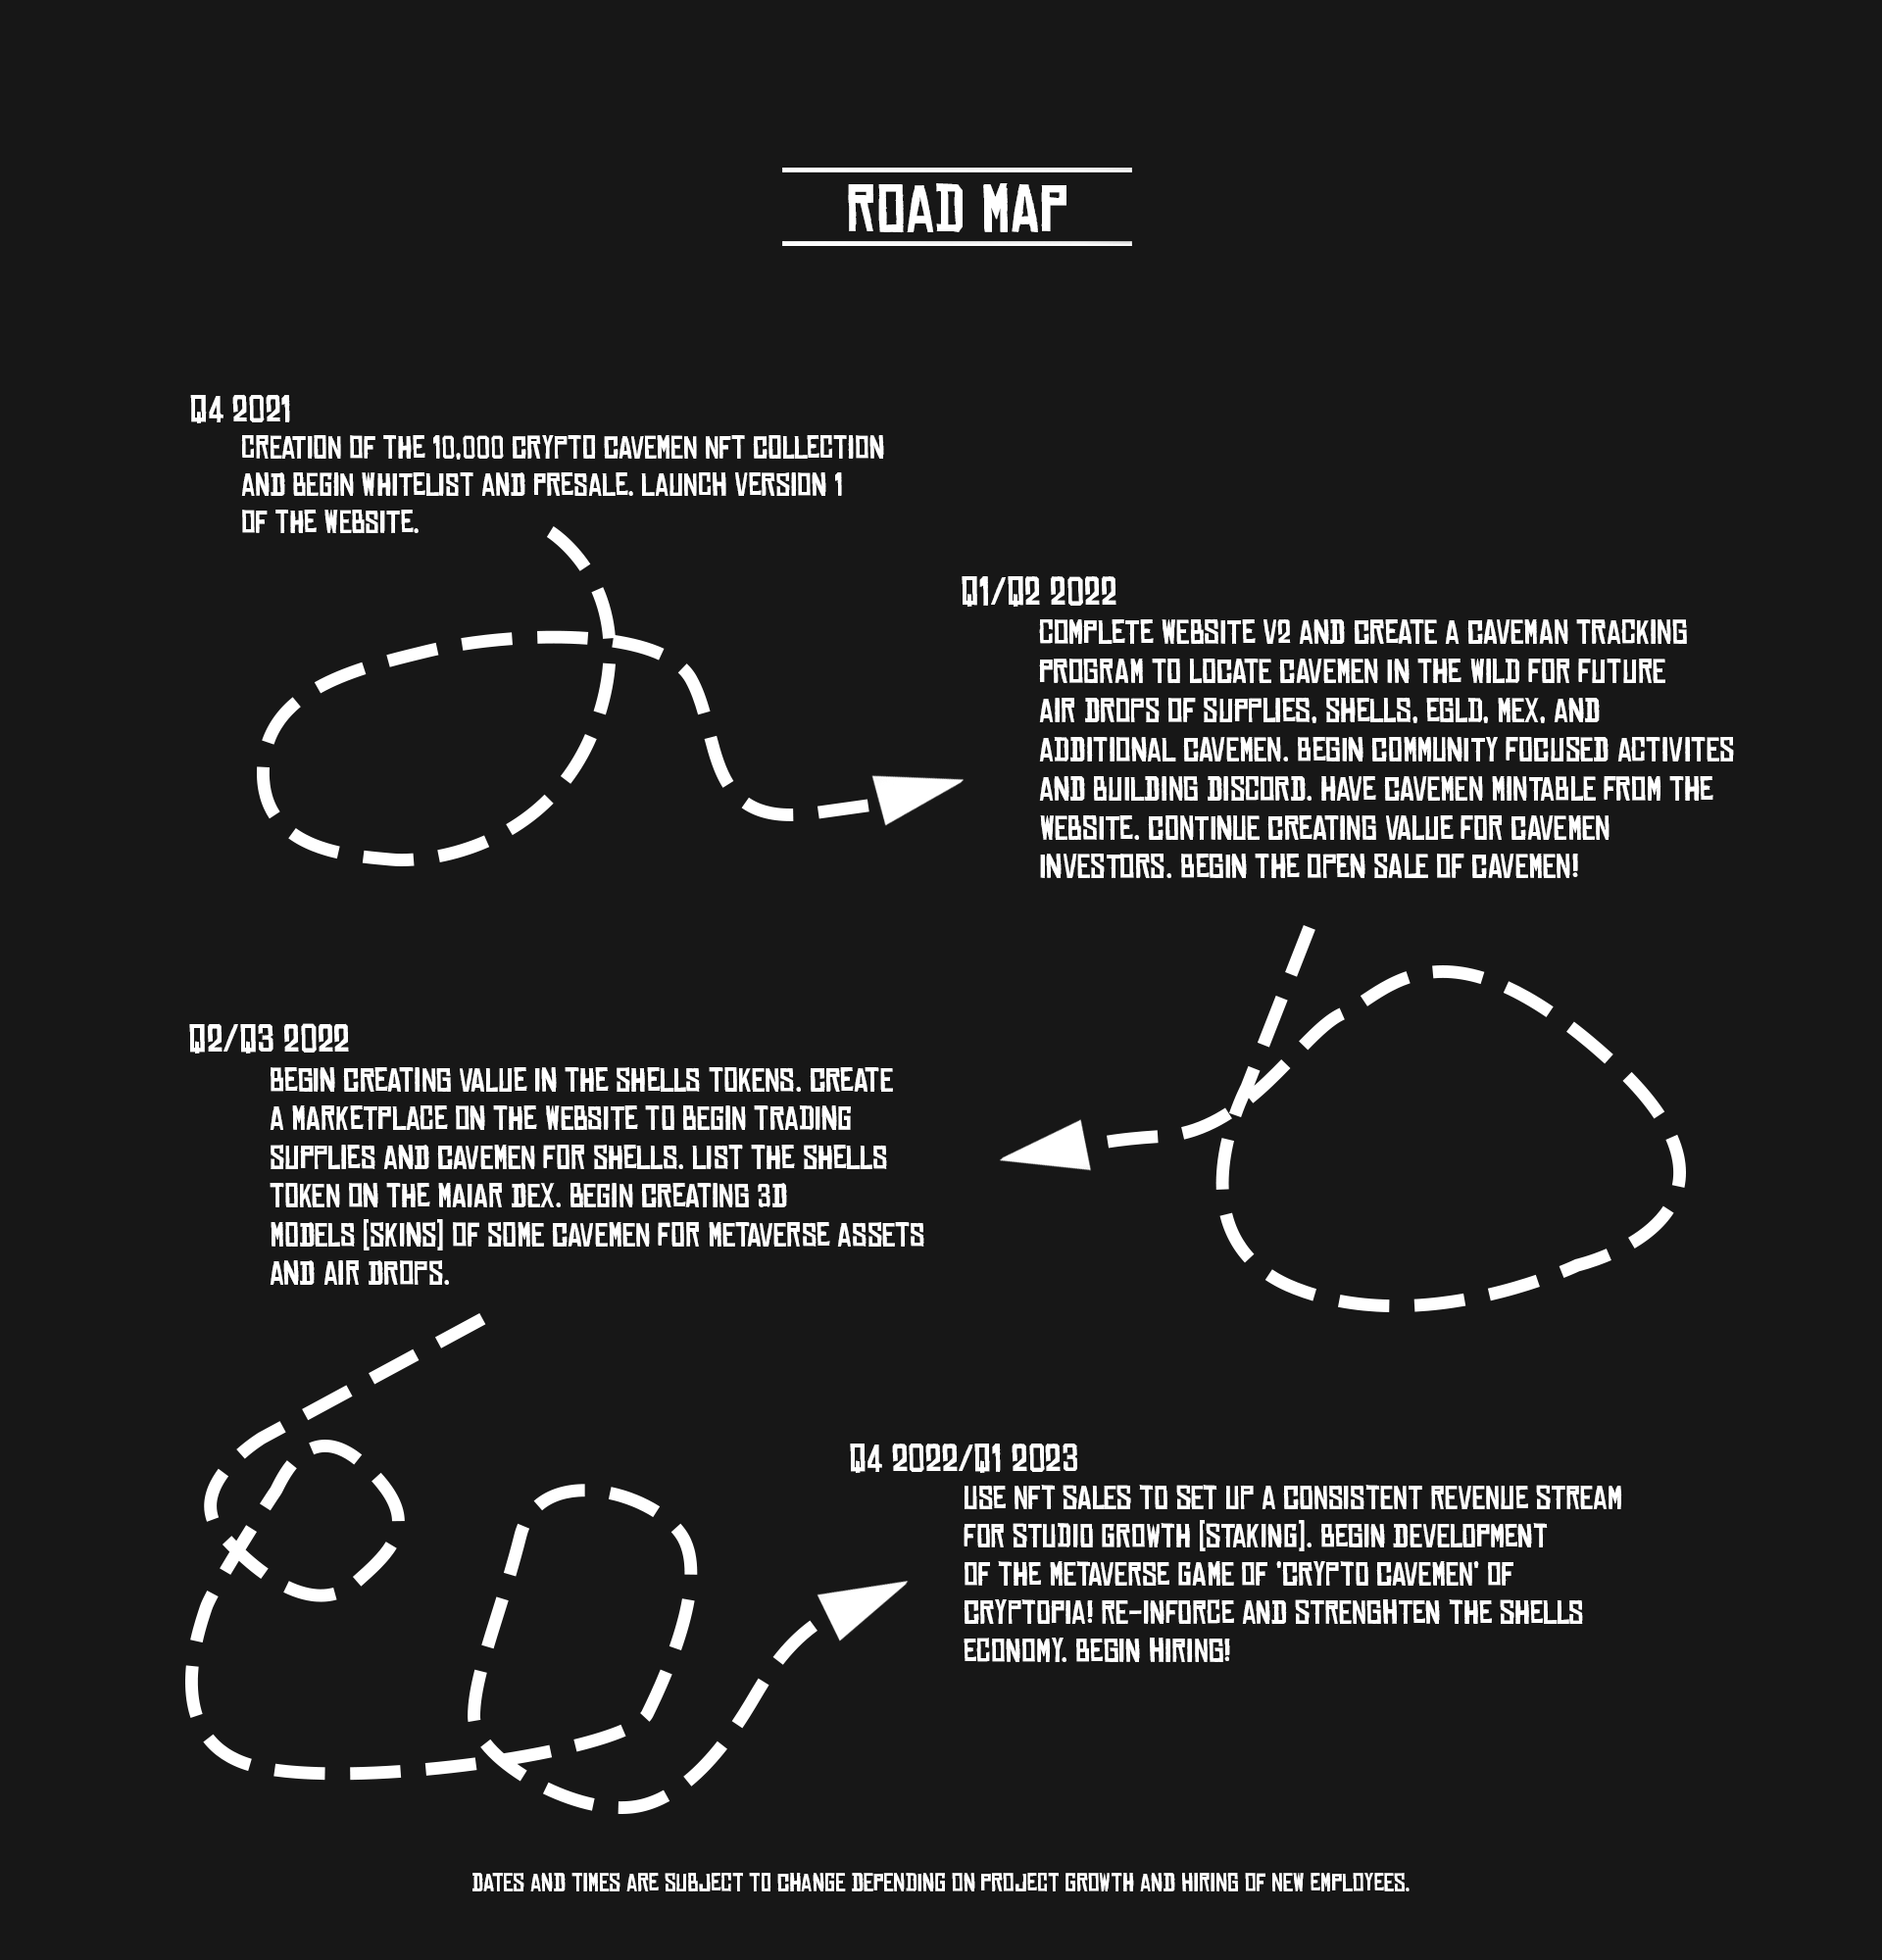 ROAD MAP
Q4 2021
CREATION OF THE 10,000 CRYPTO CAVEMEN NFT COLLECTION
AND BEGIN WHITELIST AND PRESALE. LAUNCH VERSION 1
OF THE WEBSITE.
Q1/Q2 2022
COMPLETE WEBSITE V2 AND CREATE A CAVEMAN TRACKING
PROGRAM TO LOCATE CAVEMEN IN THE WILD FOR FUTURE
AIR DROPS OF SUPPLIES, SHELLS, EGLD, MEX, AND
ADDITIONAL CAVEMEN. BEGIN COMMUNITY FOCUSED ACTIVITES
AND BUILDING DISCORD. HAVE CAVEMEN MINTABLE FROM THE
WEBSITE. CONTINUE CREATING VALUE FOR CAVEMEN
INVESTORS. BEGIN THE OPEN SALE OF CAVEMEN!
Q2/Q3 2022
BEGIN CREATING VALUE IN THE SHELLS TOKENS. CREATE
A MARKETPLACE ON THE WEBSITE TO BEGIN TRADING
SUPPLIES AND CAVEMEN FOR SHELLS. LIST THE SHELLS
TOKEN ON THE MAIAR DEX. BEGIN CREATING 3D
MODELS [SKINS] OF SOME CAVEMEN FOR METAVERSE ASSETS
AND AIR DROPS.
Q4 2022/Q1 2023
USE NFT SALES TO SET UP A CONSISTENT REVENUE STREAM
FOR STUDIO GROWTH [STAKING]. BEGIN DEVELOPMENT
OF THE METAVERSE GAME OF 'CRYPTO CAVEMEN' OF
CRYPTOPIA! RE-INFORCE AND STRENGHTEN THE SHELLS
ECONOMY. BEGIN HIRING!
DATES AND TIMES ARE SUBJECT TO CHANGE DEPENDING ON PROJECT GROWTH AND HIRING OF NEW EMPLOYEES.